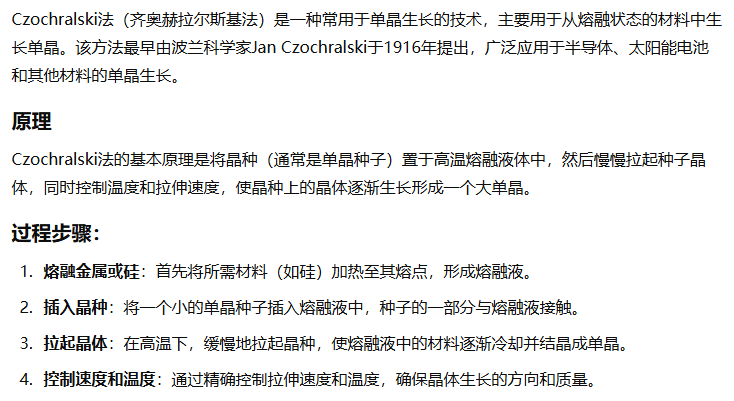 Czochralski法（齐奥赫拉尔斯基法）是一种常用于单晶生长的技术，主要用于从熔融状态的材料中生
长单晶。该方法最早由波兰科学家Jan Czochralski于1916年提出，广泛应用于半导体、太阳能电池
和其他材料的单晶生长。
原理
Czochralski法的基本原理是将晶种（通常是单晶种子）置于高温熔融液体中，然后慢慢拉起种子晶
体，同时控制温度和拉伸速度，使晶种上的晶体逐渐生长形成一个大单晶。
过程步骤：
1. 熔融金属或硅：首先将所需材料（如硅）加热至其熔点，形成熔融液。
2. 插入晶种：将一个小的单晶种子插入熔融液中，种子的一部分与熔融液接触。
3. 拉起晶体：在高温下，缓慢地拉起晶种，使熔融液中的材料逐渐冷却并结晶成单晶。
4. 控制速度和温度：通过精确控制拉伸速度和温度，确保晶体生长的方向和质量。